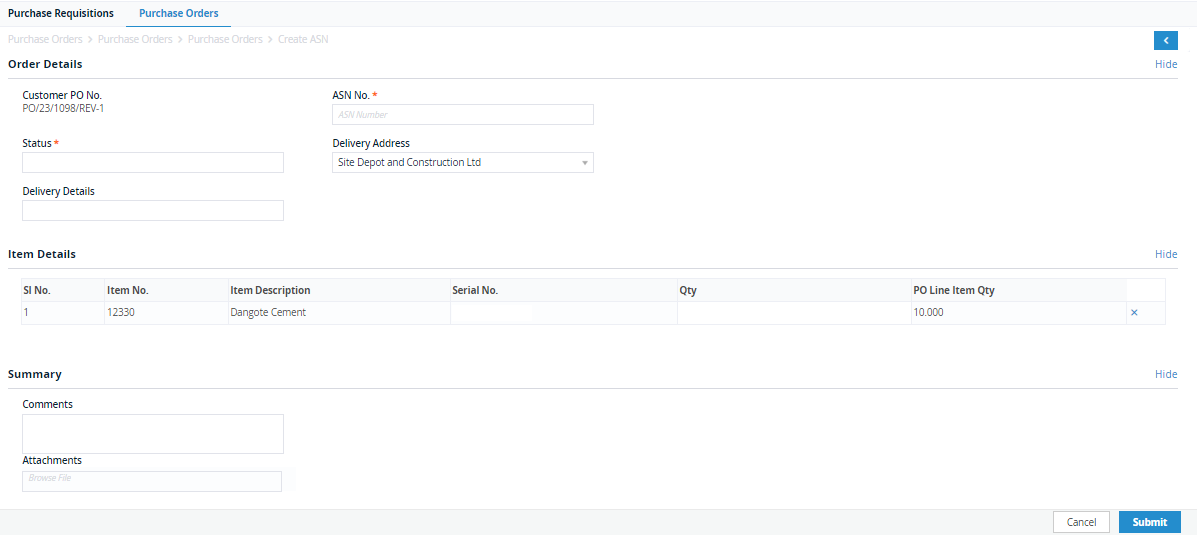 Purchase Requisitions Purchase Orders
Purchase Orders > Purchase Orders > Purchase Orders > Create ASN
Order Details Hide
Customer PO No. ASN No. *
PO/23/1098/REV-1 ASN Number
Status * Delivery Address
Site Depot and Construction Ltd
Delivery Details
Item Details Hide
Sl No. Item No. Item Description Serial No. Qty PO Line Item Qty
1 12330 Dangote Cement 10.000 ×
Summary Hide
Comments
Attachments
Browse File
Cancel Submit